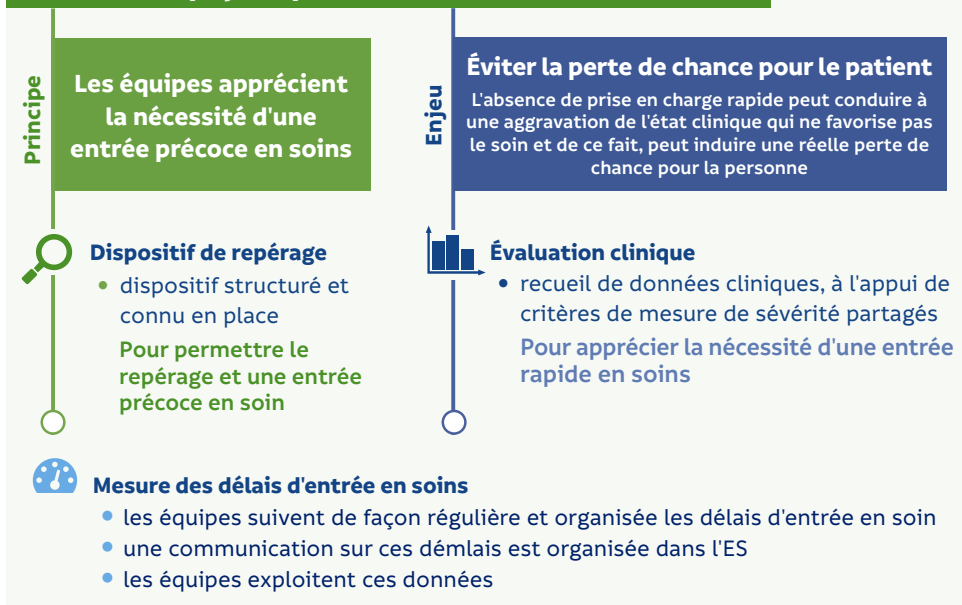 Principe
Les équipes apprécient
la nécessité d'une
entrée précoce en soins
Enjeu
Éviter la perte de chance pour le patient
L'absence de prise en charge rapide peut conduire à
une aggravation de l'état clinique qui ne favorise pas
le soin et de ce fait, peut induire une réelle perte de
chance pour la personne
Dispositif de repérage
• dispositif structuré et
connu en place
Pour permettre le
repérage et une entrée
précoce en soin
Évaluation clinique
• recueil de données cliniques, à l'appui de
critères de mesure de sévérité partagés
Pour apprécier la nécessité d'une entrée
rapide en soins
Mesure des délais d'entrée en soins
• les équipes suivent de façon régulière et organisée les délais d'entrée en soin
• une communication sur ces démlais est organisée dans l'ES
• les équipes exploitent ces données